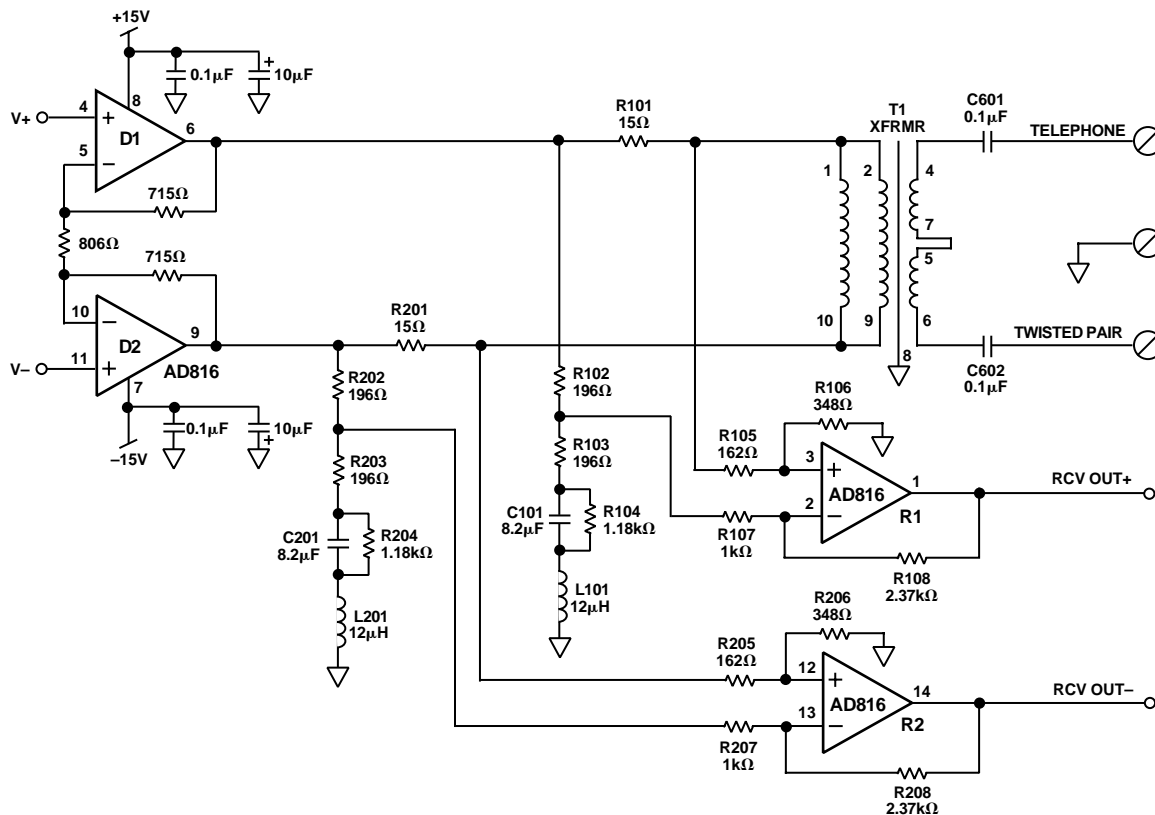 +15V
0.1µF
+
10µF
8
V+
4
+
D1
6
5
−
715Ω
806Ω
715Ω
10
−
D2
9
V−
11
+
AD816
7
0.1µF
10µF
+
−15V
R101
15Ω
R201
15Ω
T1
XFRMR
1
2
4
7
5
10
9
8
6
C601
0.1µF
TELEPHONE
TWISTED PAIR
C602
0.1µF
R202
196Ω
R203
196Ω
C201
8.2µF
R204
1.18kΩ
L201
12µH
R102
196Ω
R103
196Ω
C101
8.2µF
R104
1.18kΩ
L101
12µH
R106
348Ω
R105
162Ω
3
+
AD816
1
RCV OUT+
2
−
R1
R107
1kΩ
R108
2.37kΩ
R206
348Ω
R205
162Ω
12
+
AD816
14
RCV OUT−
13
−
R2
R207
1kΩ
R208
2.37kΩ